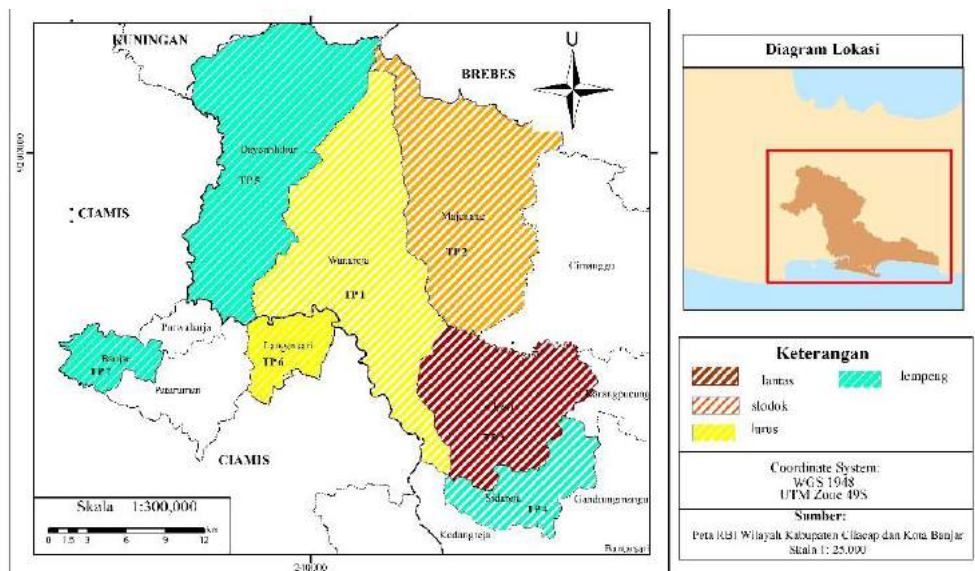 KUNINGAN
BREBES
U
Dayeuhluhur
TP 5
CIAMIS
Majenang
TP 2
Cimanggu
Wanareja
TP 1
Purwaharja
Langensari
TP 6
Banjar
TP 7
Pataruman
Karangpucung
CIAMIS
Sidareja
TP 4
Gandrungmangu
Kedungreja
Skala 1:300,000
0 1.5 3 6 9 12
km
Diagram Lokasi
Keterangan
lantas
slodok
lurus
lempeng
Coordinate System:
WGS 1948
UTM Zone 49S
Sumber:
Peta RBI Wilayah Kabupaten Cilacap dan Kota Banjar
Skala 1: 25.000